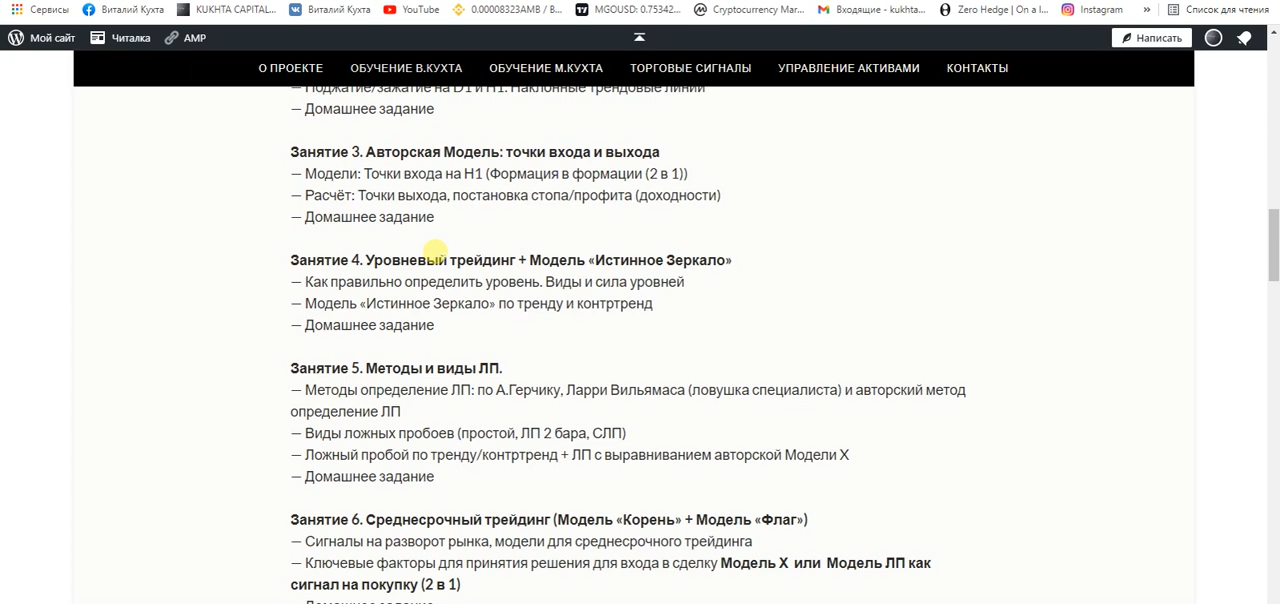 Сервисы Виталий Кухта KUKHTA CAPITAL... Виталий Кухта YouTube 0.00008323AMB / B... MGOUSD: 0.75342... Cryptocurrency Mar... Входящие - kukhta... Zero Hedge | On a l... Instagram » Список для чтения
Мой сайт Читалка AMP Написать
О ПРОЕКТЕ ОБУЧЕНИЕ В.КУХТА ОБУЧЕНИЕ М.КУХТА ТОРГОВЫЕ СИГНАЛЫ УПРАВЛЕНИЕ АКТИВАМИ КОНТАКТЫ
— Поджатие/зажатие на D1 и H1. Наклонные трендовые линии
— Домашнее задание
Занятие 3. Авторская Модель: точки входа и выхода
— Модели: Точки входа на H1 (Формация в формации (2 в 1))
— Расчёт: Точки выхода, постановка стопа/профита (доходности)
— Домашнее задание
Занятие 4. Уровневый трейдинг + Модель «Истинное Зеркало»
— Как правильно определить уровень. Виды и сила уровней
— Модель «Истинное Зеркало» по тренду и контртренд
— Домашнее задание
Занятие 5. Методы и виды ЛП.
— Методы определение ЛП: по А.Герчику, Ларри Вильямаса (ловушка специалиста) и авторский метод
определение ЛП
— Виды ложных пробоев (простой, ЛП 2 бара, СЛП)
— Ложный пробой по тренду/контртренд + ЛП с выравниванием авторской Модели Х
— Домашнее задание
Занятие 6. Среднесрочный трейдинг (Модель «Корень» + Модель «Флаг»)
— Сигналы на разворот рынка, модели для среднесрочного трейдинга
— Ключевые факторы для принятия решения для входа в сделку Модель Х или Модель ЛП как
сигнал на покупку (2 в 1)
— Домашнее задание